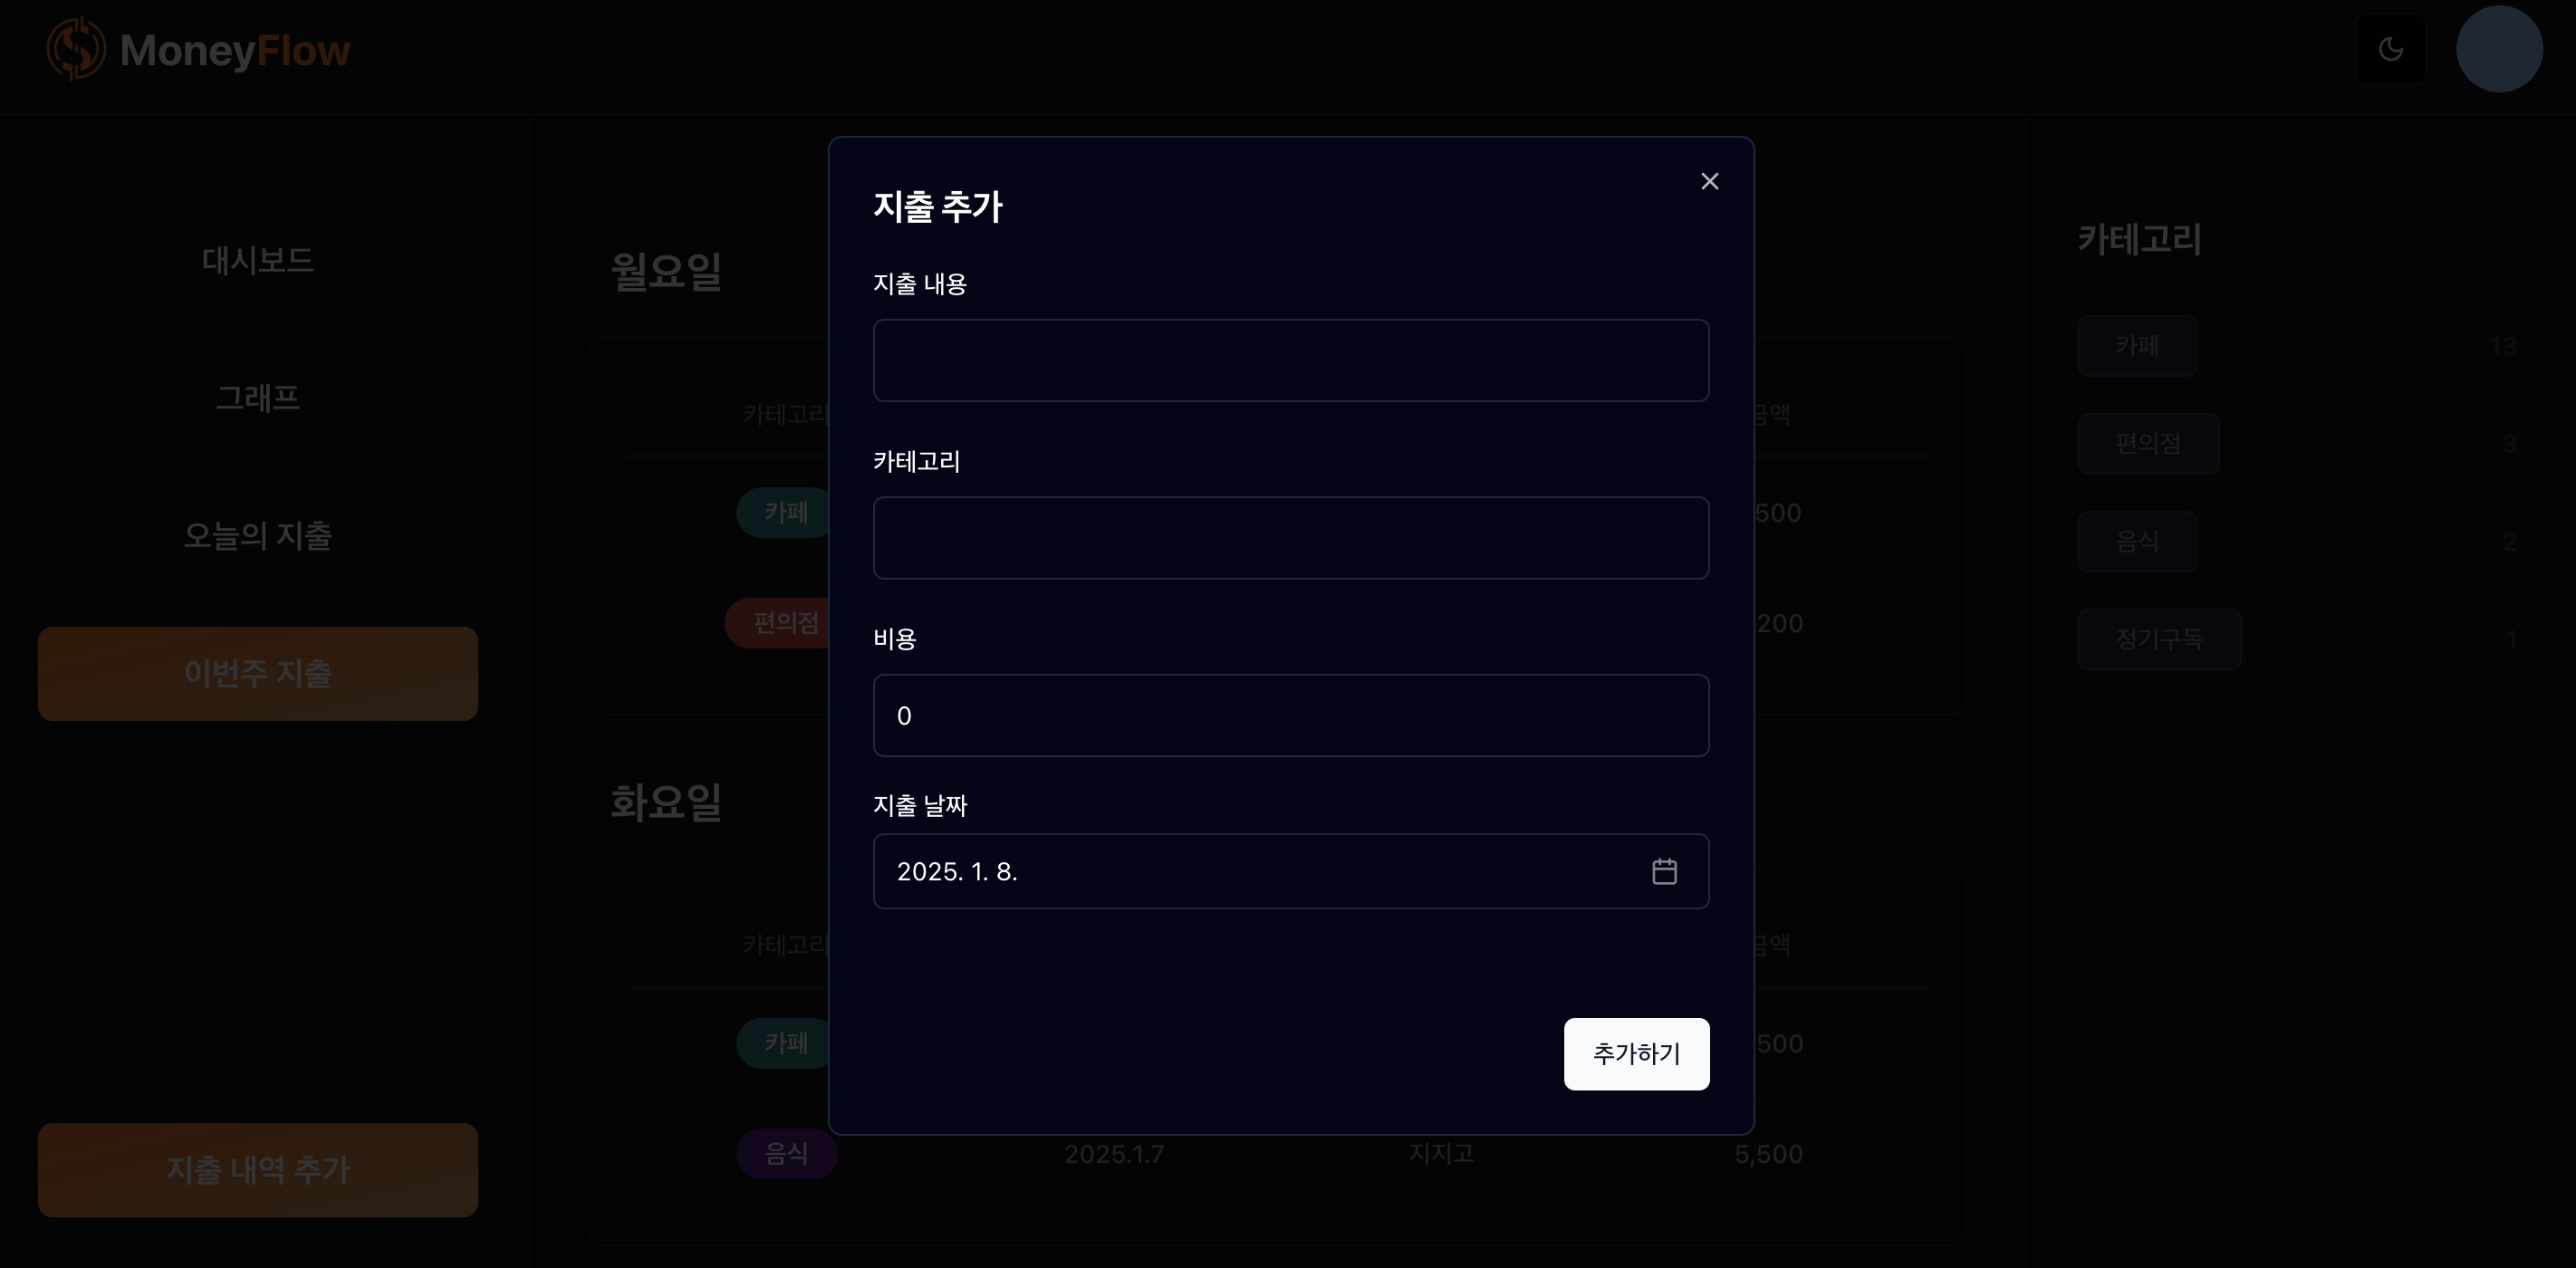 MoneyFlow
대시보드
그래프
오늘의 지출
이번주 지출
지출 내역 추가
월요일
카테고리
금액
카페
500
편의점
200
화요일
카테고리
금액
카페
500
음식 2025.1.7 지지고 5,500
지출 추가
지출 내용
카테고리
비용
0
지출 날짜
2025. 1. 8.
추가하기
카테고리
카페 13
편의점 3
음식 2
정기구독 1